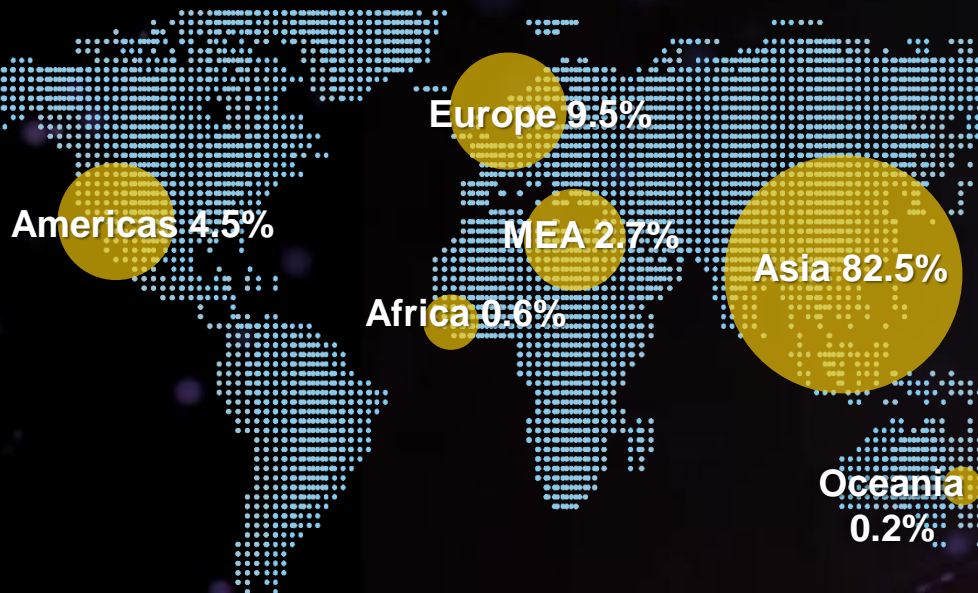 Europe 9.5%
Americas 4.5%
MEA 2.7%
Asia 82.5%
Africa 0.6%
Oceania
0.2%